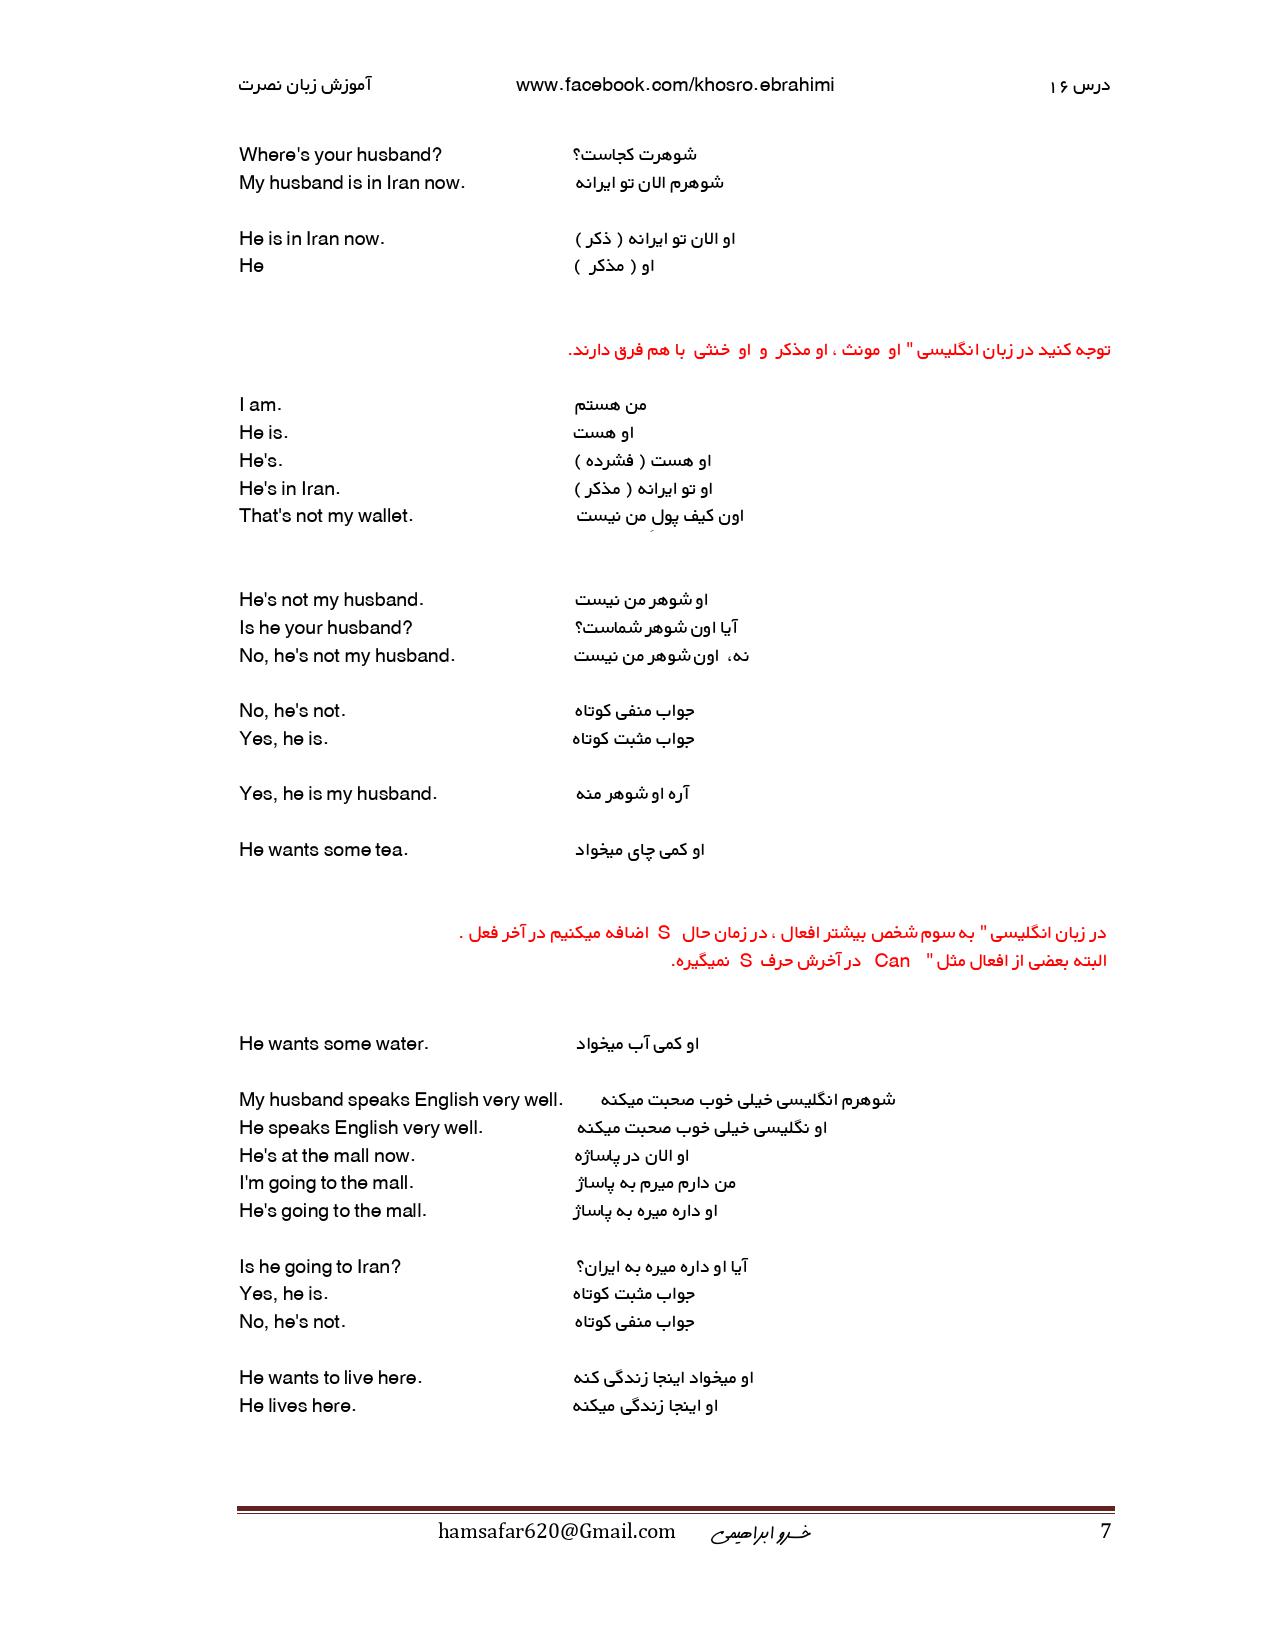 آموزش زبان نصرت www.facebook.com/khosro.ebrahimi درس ۱۶
Where's your husband? شوهرت کجاست؟
My husband is in Iran now. شوهرم الان تو ایرانه
He is in Iran now. او الان تو ایرانه ( ذکر )
He او ( مذکر )
توجه کنید در زبان انگلیسی " او مونث ، او مذکر و او خنثی با هم فرق دارند.
I am. من هستم
He is. او هست
He's. او هست ( فشرده )
He's in Iran. او تو ایرانه ( مذکر )
That's not my wallet. اون کیف پولِ من نیست
He's not my husband. او شوهر من نیست
Is he your husband? آیا اون شوهر شماست؟
No, he's not my husband. نه، اون شوهر من نیست
No, he's not. جواب منفی کوتاه
Yes, he is. جواب مثبت کوتاه
Yes, he is my husband. آره او شوهر منه
He wants some tea. او کمی چای میخواد
در زبان انگلیسی " به سوم شخص بیشتر افعال ، در زمان حال S اضافه میکنیم در آخر فعل .
البته بعضی از افعال مثل " Can در آخرش حرف S نمیگیره.
He wants some water. او کمی آب میخواد
My husband speaks English very well. شوهرم انگلیسی خیلی خوب صحبت میکنه
He speaks English very well. او نگلیسی خیلی خوب صحبت میکنه
He's at the mall now. او الان در پاساژه
I'm going to the mall. من دارم میرم به پاساژ
He's going to the mall. او داره میره به پاساژ
Is he going to Iran? آیا او داره میره به ایران؟
Yes, he is. جواب مثبت کوتاه
No, he's not. جواب منفی کوتاه
He wants to live here. او میخواد اینجا زندگی کنه
He lives here. او اینجا زندگی میکنه
hamsafar620@Gmail.com خسرو ابراهیمی 7